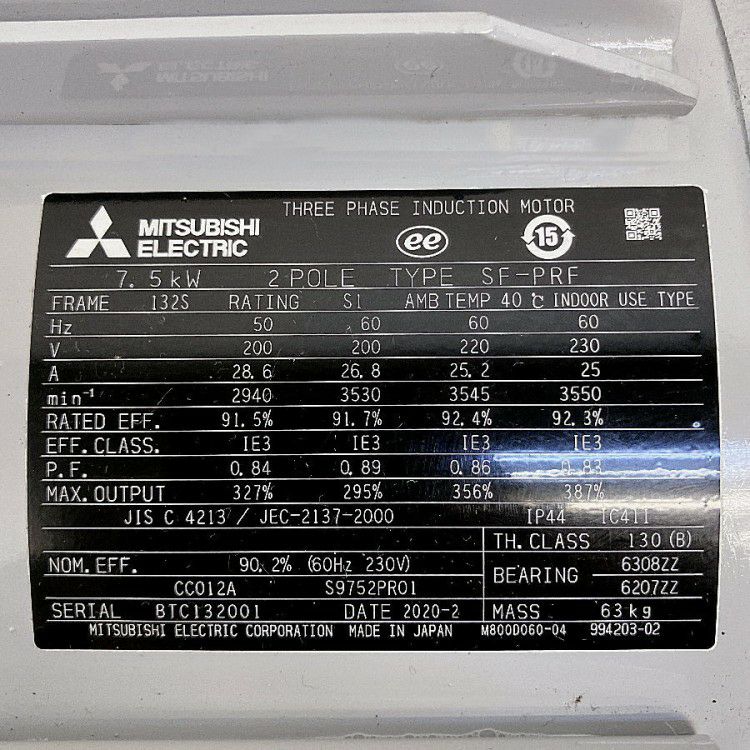 MITSUBISHI ELECTRIC
THREE PHASE INDUCTION MOTOR
ee
15
7.5kW 2 POLE TYPE SF-PRF
FRAME 132S RATING S1 AMB TEMP 40 ℃ INDOOR USE TYPE
Hz 50 60 60 60
V 200 200 220 230
A 28.6 26.8 25.2 25
min⁻¹ 2940 3530 3545 3550
RATED EFF. 91.5% 91.7% 92.4% 92.3%
EFF. CLASS. IE3 IE3 IE3 IE3
P.F. 0.84 0.89 0.86 0.83
MAX. OUTPUT 327% 295% 356% 387%
JIS C 4213 / JEC-2137-2000 IP44 IC411
TH. CLASS 130 (B)
NOM. EFF. 90.2% (60Hz 230V)
BEARING 6308ZZ
6207ZZ
CC012A S9752PR01
SERIAL BTC132001 DATE 2020-2 MASS 63 kg
MITSUBISHI ELECTRIC CORPORATION MADE IN JAPAN M800D060-04 994203-02